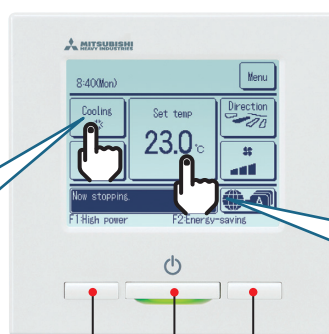 MITSUBISHI
HEAVY INDUSTRIES
8:40(Mon)
Menu
Cooling
Set temp
Direction
23.0°C
Now stopping.
F1:High power
F2:Energy-saving